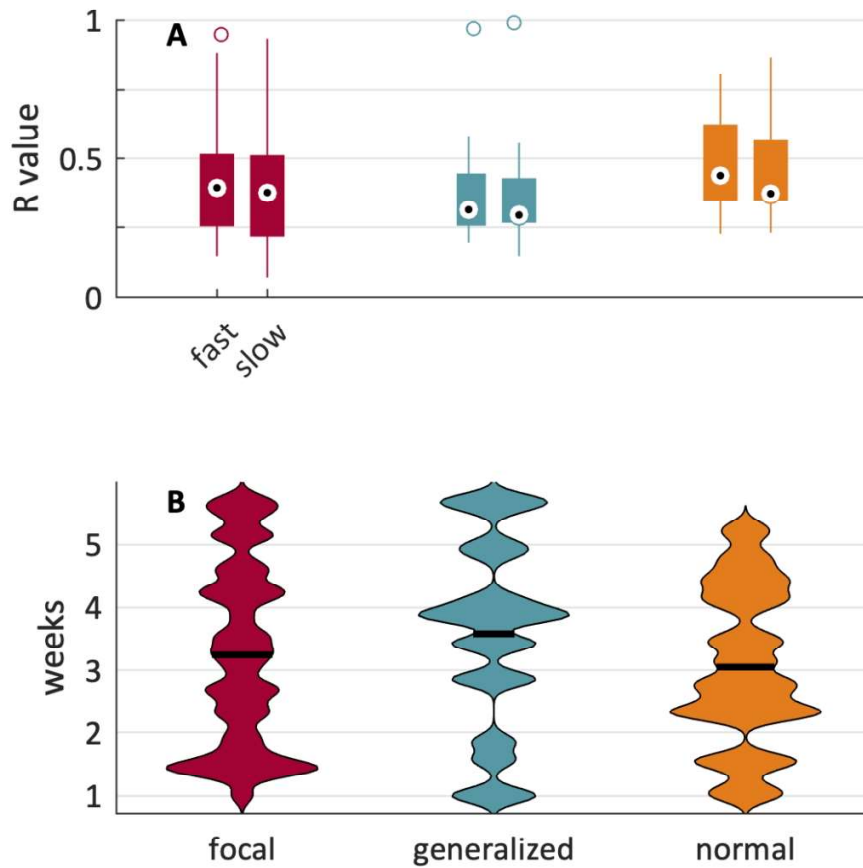 1
A
R value
0.5
0
fast
slow
B
5
4
weeks
3
2
1
focal
generalized
normal